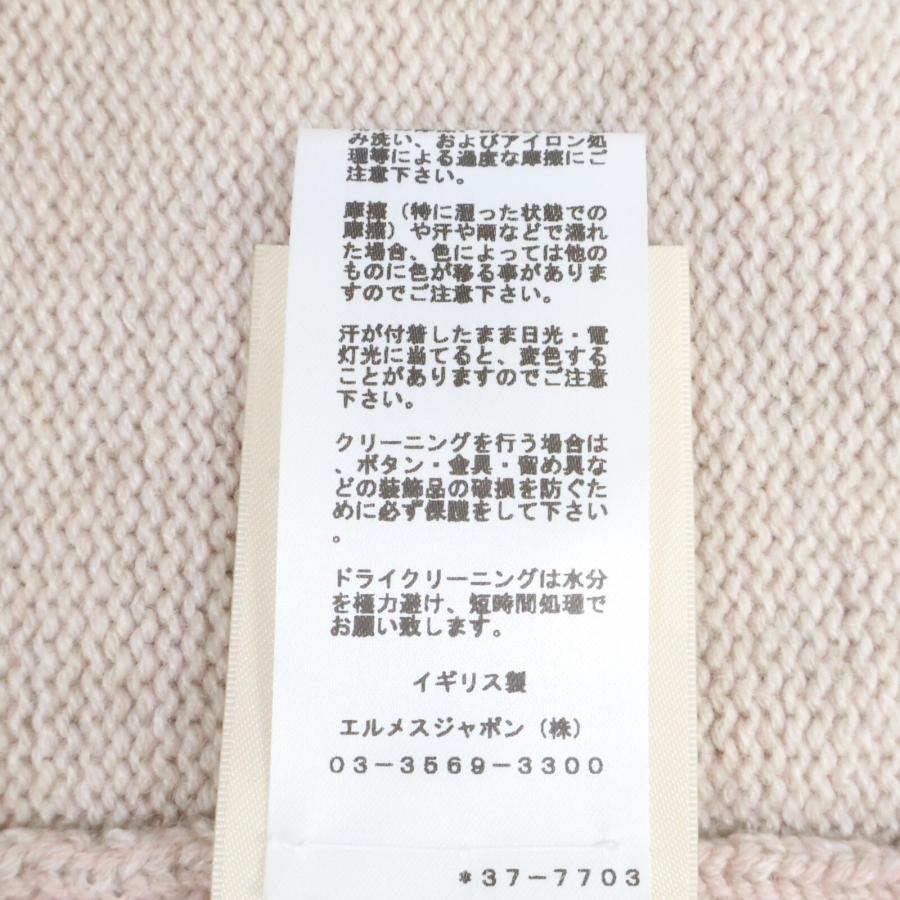 み洗い、およびアイロン処
理等による過度な摩擦にご
注意下さい。
摩擦（特に湿った状態での
摩擦）や汗や雨などで濡れ
た場合、色によっては他の
ものに色が移る事がありま
すのでご注意下さい。
汗が付着したまま日光・電
灯光に当てると、変色する
ことがありますのでご注意
下さい。
クリーニングを行う場合は
、ボタン・金具・留め具な
どの装飾品の破損を防ぐた
めに必ず保護をして下さい
。
ドライクリーニングは水分
を極力避け、短時間処理で
お願い致します。
イギリス製
エルメスジャポン（株）
03-3569-3300
*37-7703